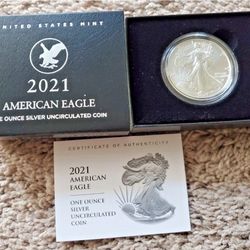 UNITED STATES MINT
2021
AMERICAN EAGLE
ONE OUNCE SILVER UNCIRCULATED COIN
CERTIFICATE OF AUTHENTICITY
2021
AMERICAN
EAGLE
ONE OUNCE
SILVER
UNCIRCULATED
COIN